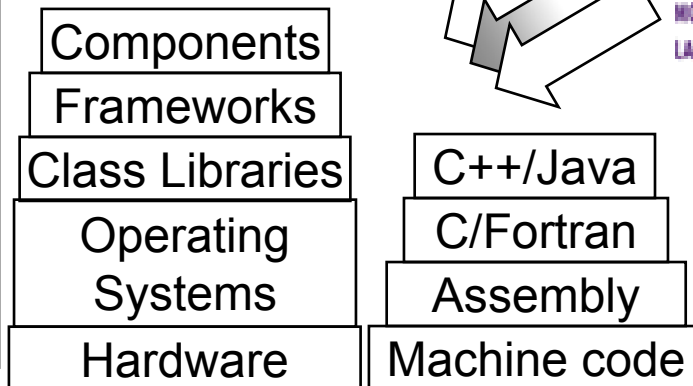 Components
Frameworks
Class Libraries
Operating
Systems
Hardware
C++/Java
C/Fortran
Assembly
Machine code